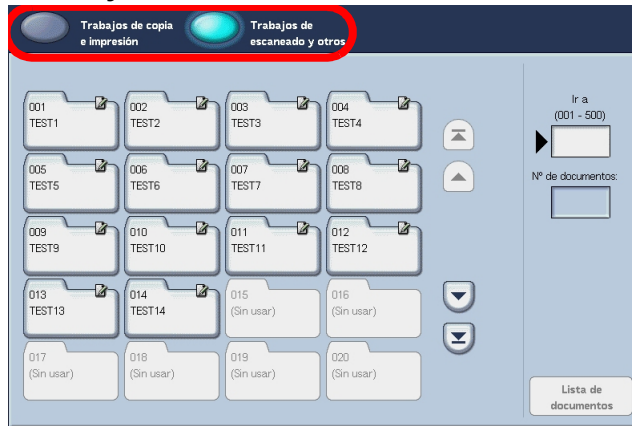 Trabajos de copia
e impresión
Trabajos de
escaneado y otros
001
TEST1
002
TEST2
003
TEST3
004
TEST4
005
TEST5
006
TEST6
007
TEST7
008
TEST8
009
TEST9
010
TEST10
011
TEST11
012
TEST12
013
TEST13
014
TEST14
015
(Sin usar)
016
(Sin usar)
017
(Sin usar)
018
(Sin usar)
019
(Sin usar)
020
(Sin usar)
Ir a
(001 - 500)
Nº de documentos:
Lista de
documentos